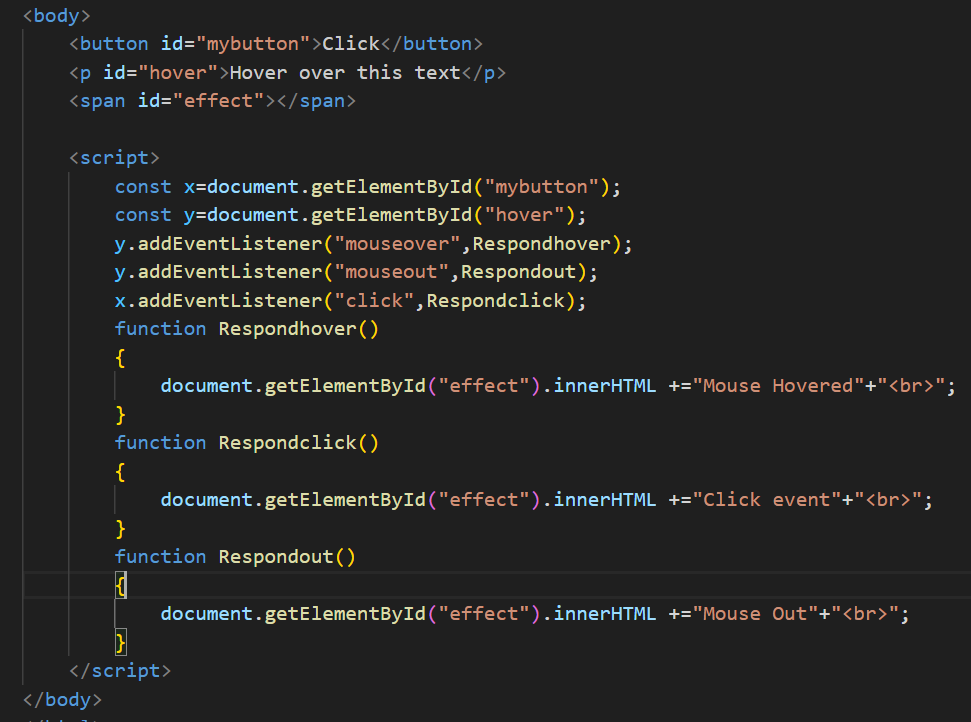 <body>
<button id="mybutton">Click</button>
<p id="hover">Hover over this text</p>
<span id="effect"></span>
<script>
const x=document.getElementById("mybutton");
const y=document.getElementById("hover");
y.addEventListener("mouseover",Respondhover);
y.addEventListener("mouseout",Respondout);
x.addEventListener("click",Respondclick);
function Respondhover()
{
document.getElementById("effect").innerHTML +="Mouse Hovered"+"<br>";
}
function Respondclick()
{
document.getElementById("effect").innerHTML +="Click event"+"<br>";
}
function Respondout()
{
document.getElementById("effect").innerHTML +="Mouse Out"+"<br>";
}
</script>
</body>